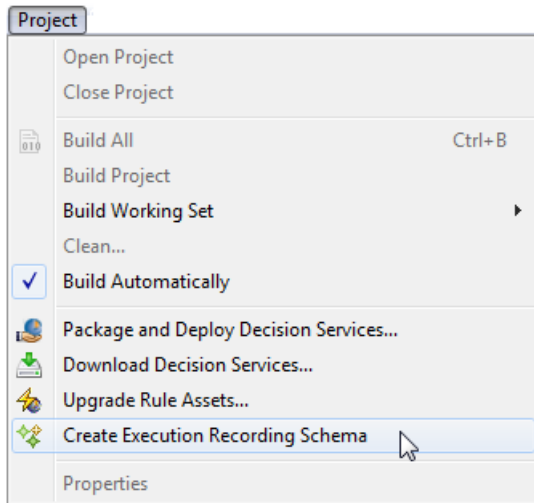 Project
Open Project
Close Project
010
Build All Ctrl+B
Build Project
Build Working Set
Clean...
Build Automatically
Package and Deploy Decision Services...
Download Decision Services...
Upgrade Rule Assets...
Create Execution Recording Schema
Properties